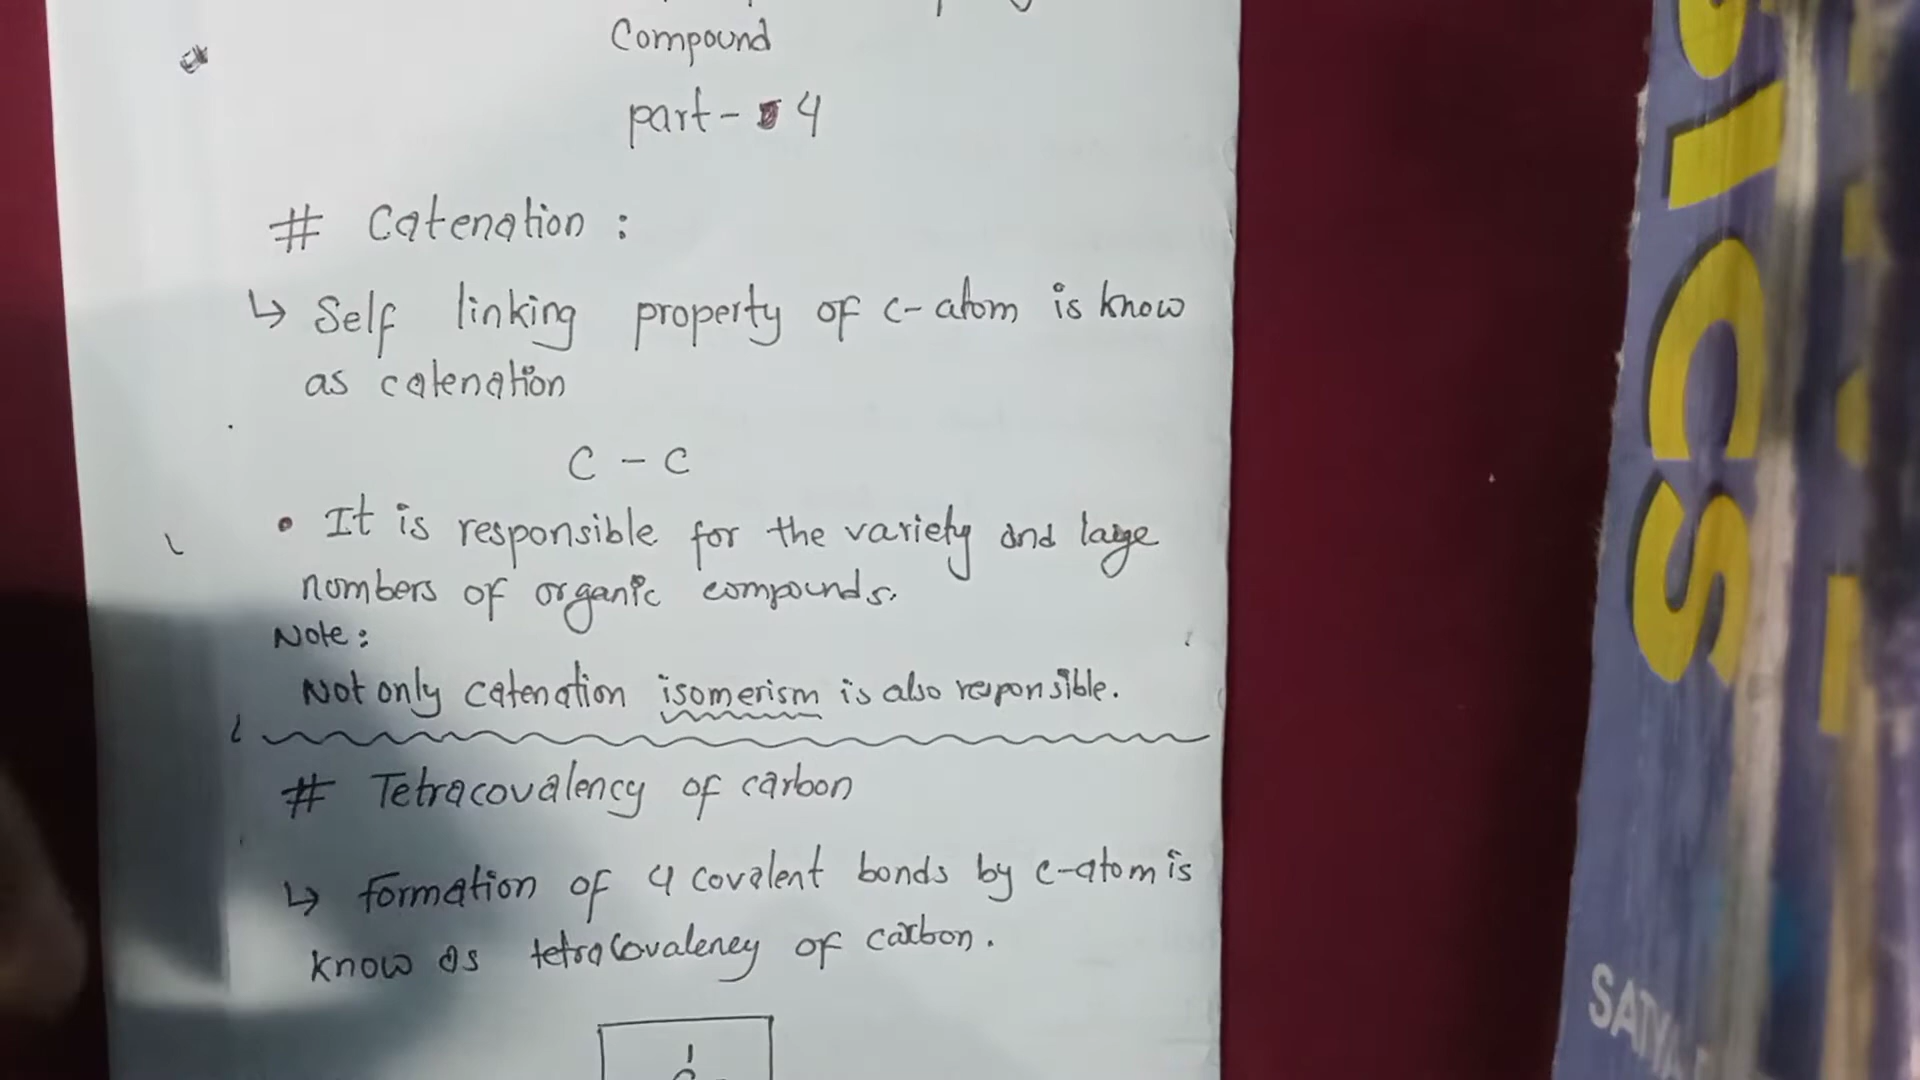 Compound
part - 4
# Catenation :
↳ Self linking property of c-atom is know
as catenation
C - C
• It is responsible for the variety and large
numbers of organic compounds.
Note :
Not only catenation isomerism is also responsible.
# Tetracovalency of carbon
↳ formation of 4 covalent bonds by c-atom is
know as tetracovalency of carbon.
SICS